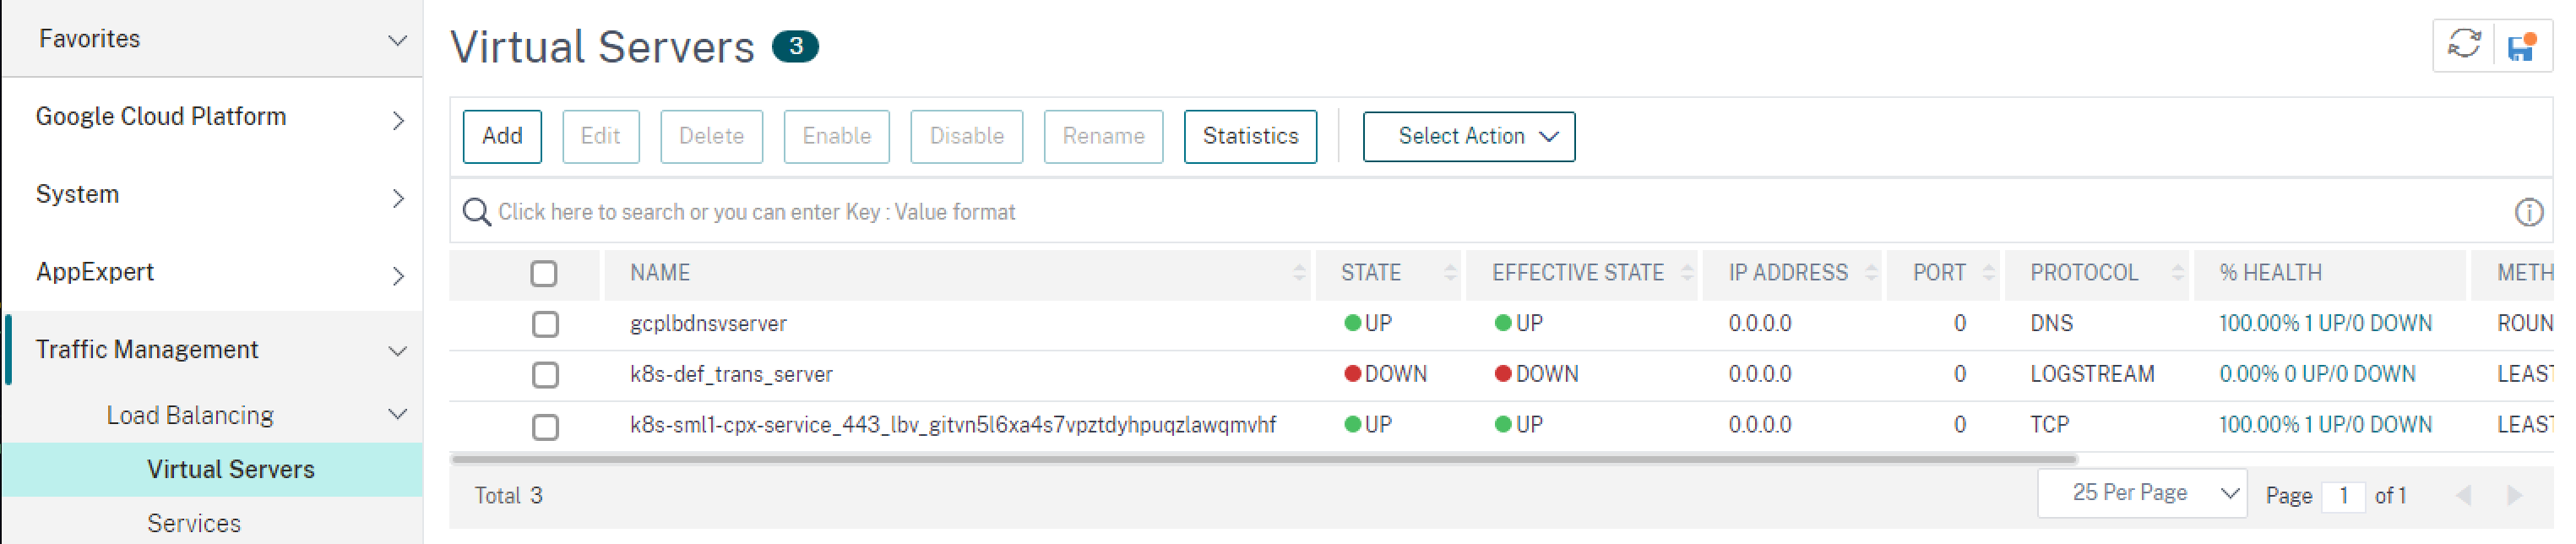 Favorites
Google Cloud Platform
System
AppExpert
Traffic Management
Load Balancing
Virtual Servers
Services
Virtual Servers 3
Add Edit Delete Enable Disable Rename Statistics Select Action
Click here to search or you can enter Key : Value format
NAME STATE EFFECTIVE STATE IP ADDRESS PORT PROTOCOL % HEALTH METH
gcplbdnsvserver UP UP 0.0.0.0 0 DNS 100.00% 1 UP/0 DOWN ROUN
k8s-def_trans_server DOWN DOWN 0.0.0.0 0 LOGSTREAM 0.00% 0 UP/0 DOWN LEAST
k8s-sml1-cpx-service_443_lbv_gitvn5l6xa4s7vpztdyhpuqzlawqmvhf UP UP 0.0.0.0 0 TCP 100.00% 1 UP/0 DOWN LEAST
Total 3 25 Per Page Page 1 of 1